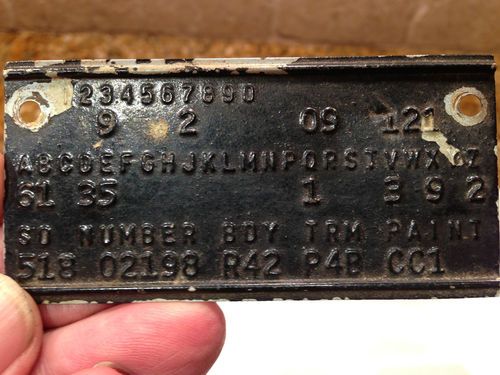 234567890
9 2 09 121
ABCDEFGHJKLMNPQRSTVWXYZ
61 35 1 3 9 2
SO NUMBER BDY TRM PAINT
518 02198 R42 P4B CC1